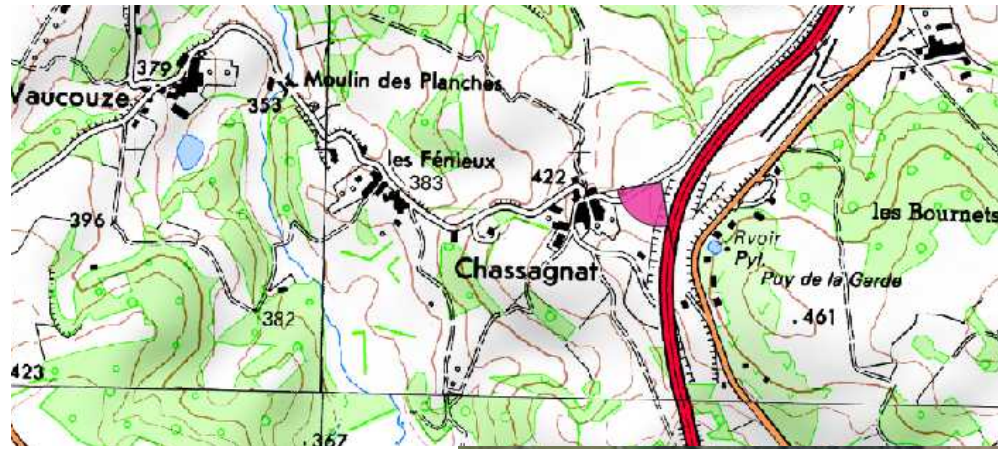 379
Moulin des Planches
Vaucouze
353
les Férieux
383
422
396
les Bournets
Rvoir
Pyl.
Chassagnat
Puy de la Garde
382
.461
423
.367